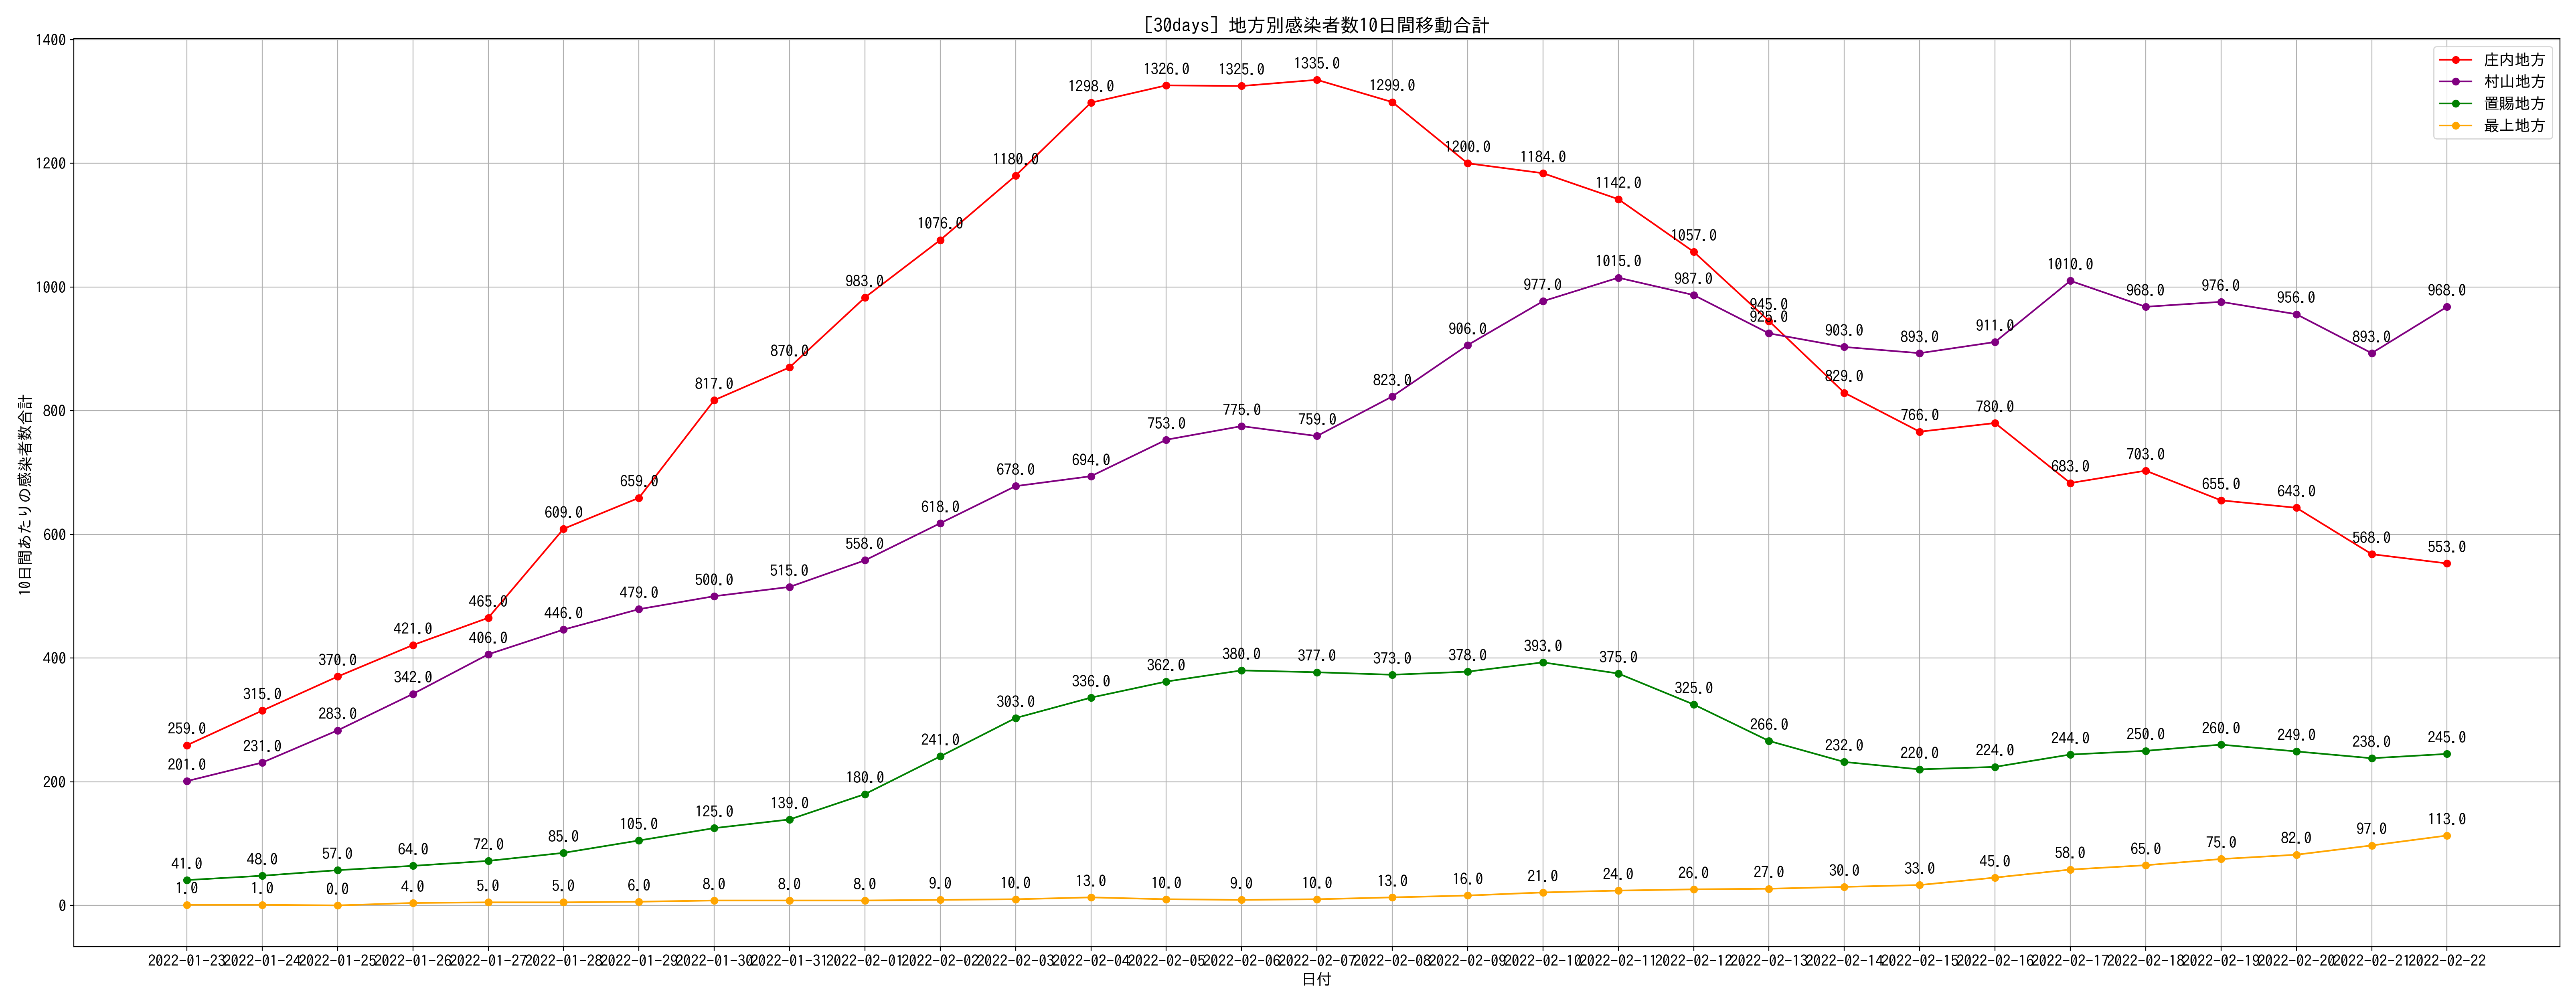 [30days] 地方別感染者数10日間移動合計
庄内地方
村山地方
置賜地方
最上地方
10日間あたりの感染者数合計
1400
1200
1000
800
600
400
200
0
259.0 315.0 370.0 421.0 465.0 609.0 659.0 817.0 870.0 983.0 1076.0 1180.0 1298.0 1326.0 1325.0 1335.0 1299.0 1200.0 1184.0 1142.0 1057.0 945.0 829.0 766.0 780.0 683.0 703.0 655.0 643.0 568.0 553.0
201.0 231.0 283.0 342.0 406.0 446.0 479.0 500.0 515.0 558.0 618.0 678.0 694.0 753.0 775.0 759.0 823.0 906.0 977.0 1015.0 987.0 925.0 903.0 893.0 911.0 1010.0 968.0 976.0 956.0 893.0 968.0
41.0 48.0 57.0 64.0 72.0 85.0 105.0 125.0 139.0 180.0 241.0 303.0 336.0 362.0 380.0 377.0 373.0 378.0 393.0 375.0 325.0 266.0 232.0 220.0 224.0 244.0 250.0 260.0 249.0 238.0 245.0
1.0 1.0 0.0 4.0 5.0 5.0 6.0 8.0 8.0 8.0 9.0 10.0 13.0 10.0 9.0 10.0 13.0 16.0 21.0 24.0 26.0 27.0 30.0 33.0 45.0 58.0 65.0 75.0 82.0 97.0 113.0
2022-01-23 2022-01-24 2022-01-25 2022-01-26 2022-01-27 2022-01-28 2022-01-29 2022-01-30 2022-01-31 2022-02-01 2022-02-02 2022-02-03 2022-02-04 2022-02-05 2022-02-06 2022-02-07 2022-02-08 2022-02-09 2022-02-10 2022-02-11 2022-02-12 2022-02-13 2022-02-14 2022-02-15 2022-02-16 2022-02-17 2022-02-18 2022-02-19 2022-02-20 2022-02-21 2022-02-22
日付